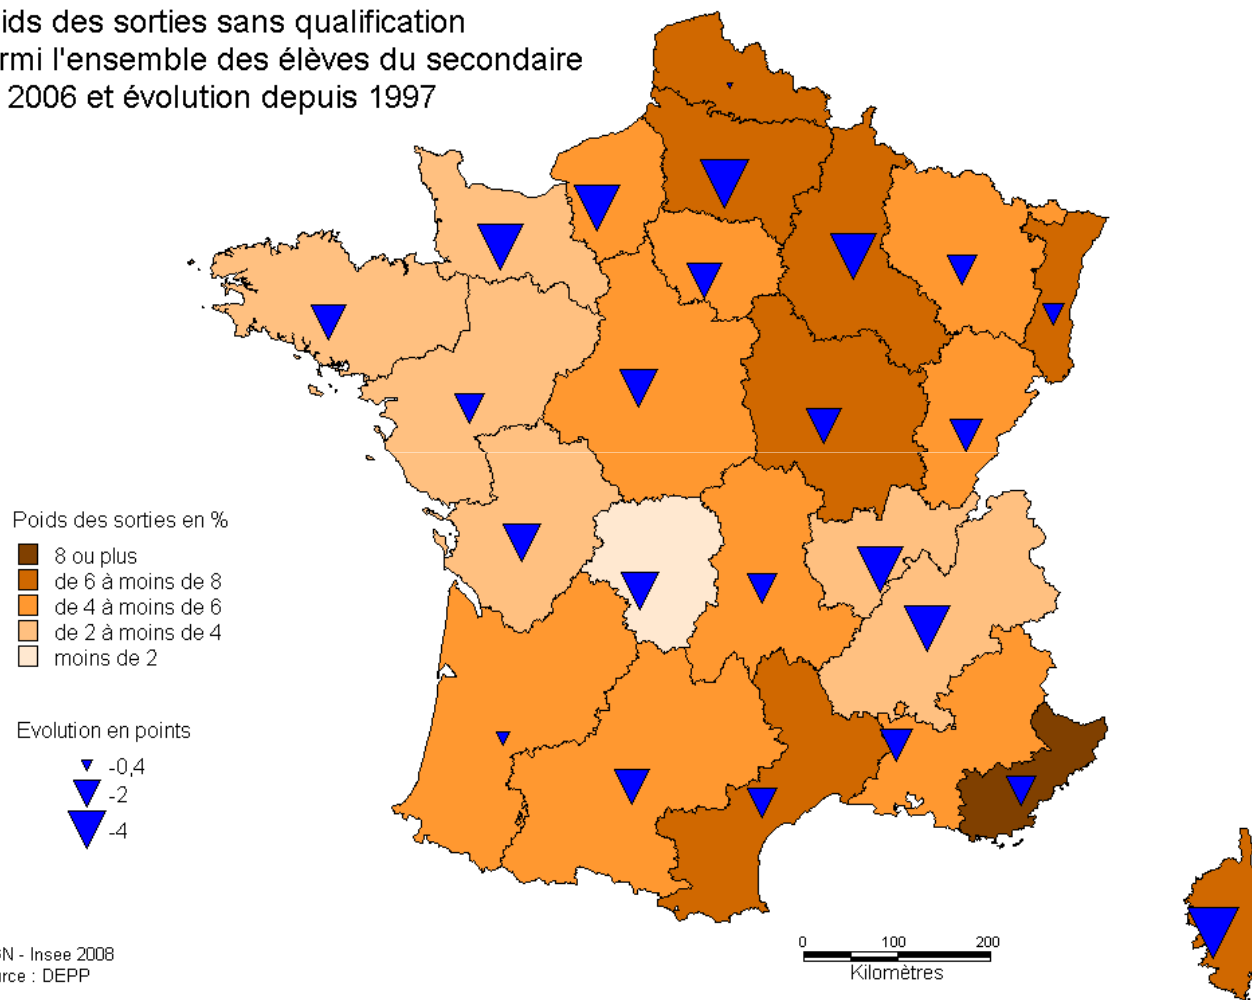 ids des sorties sans qualification
rmi l'ensemble des élèves du secondaire
2006 et évolution depuis 1997
Poids des sorties en %
8 ou plus
de 6 à moins de 8
de 4 à moins de 6
de 2 à moins de 4
moins de 2
Evolution en points
-0,4
-2
-4
N - Insee 2008
rce : DEPP
0 100 200
Kilomètres